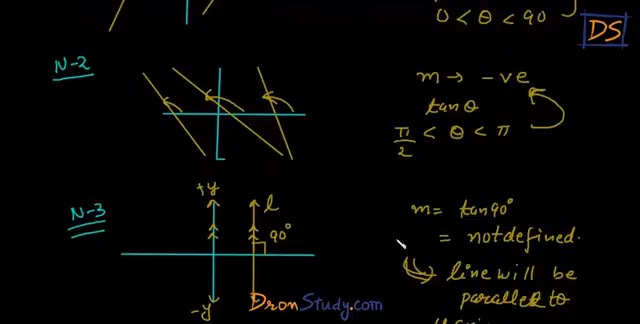 0 < θ < 90
DS
N-2
m → -ve
tanθ
π/2 < θ < π
N-3
+y
l
90°
-y
m = tan90°
= not defined.
line will be
parallel to
DronStudy.com